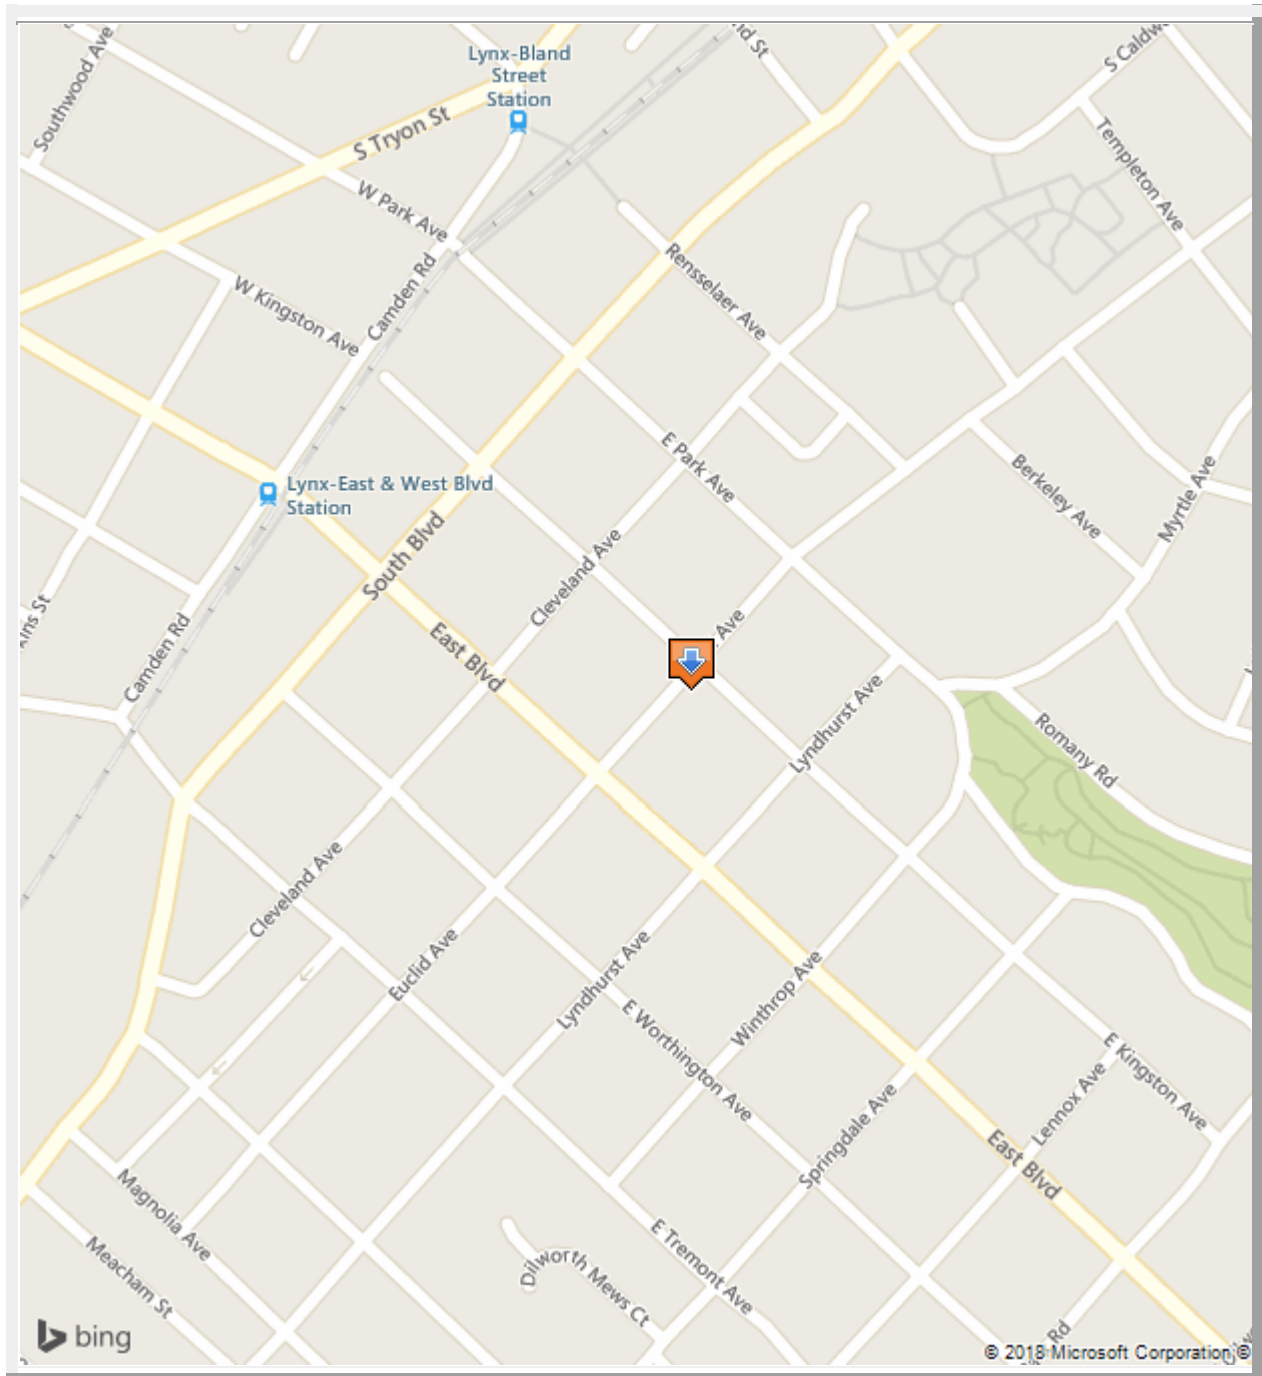 Southwood Ave
Lynx-Bland
Street
Station
S Tryon St
W Park Ave
W Kingston Ave
Camden Rd
Rensselaer Ave
Templeton Ave
Lynx-East & West Blvd
Station
South Blvd
E Park Ave
Cleveland Ave
Berkeley Ave
Myrtle Ave
Camden Rd
East Blvd
Ave
Lyndhurst Ave
Romany Rd
Cleveland Ave
Euclid Ave
Lyndhurst Ave
Winthrop Ave
E Worthington Ave
Springdale Ave
Lennox Ave
E Kingston Ave
East Blvd
Magnolia Ave
Meacham St
Dilworth Mews Ct
E Tremont Ave
Rd
bing
© 2018 Microsoft Corporation ©